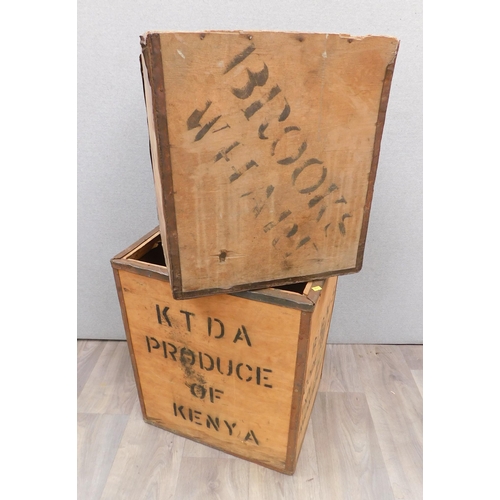 BROOKS
WHARF
KTDA
PRODUCE
OF
KENYA